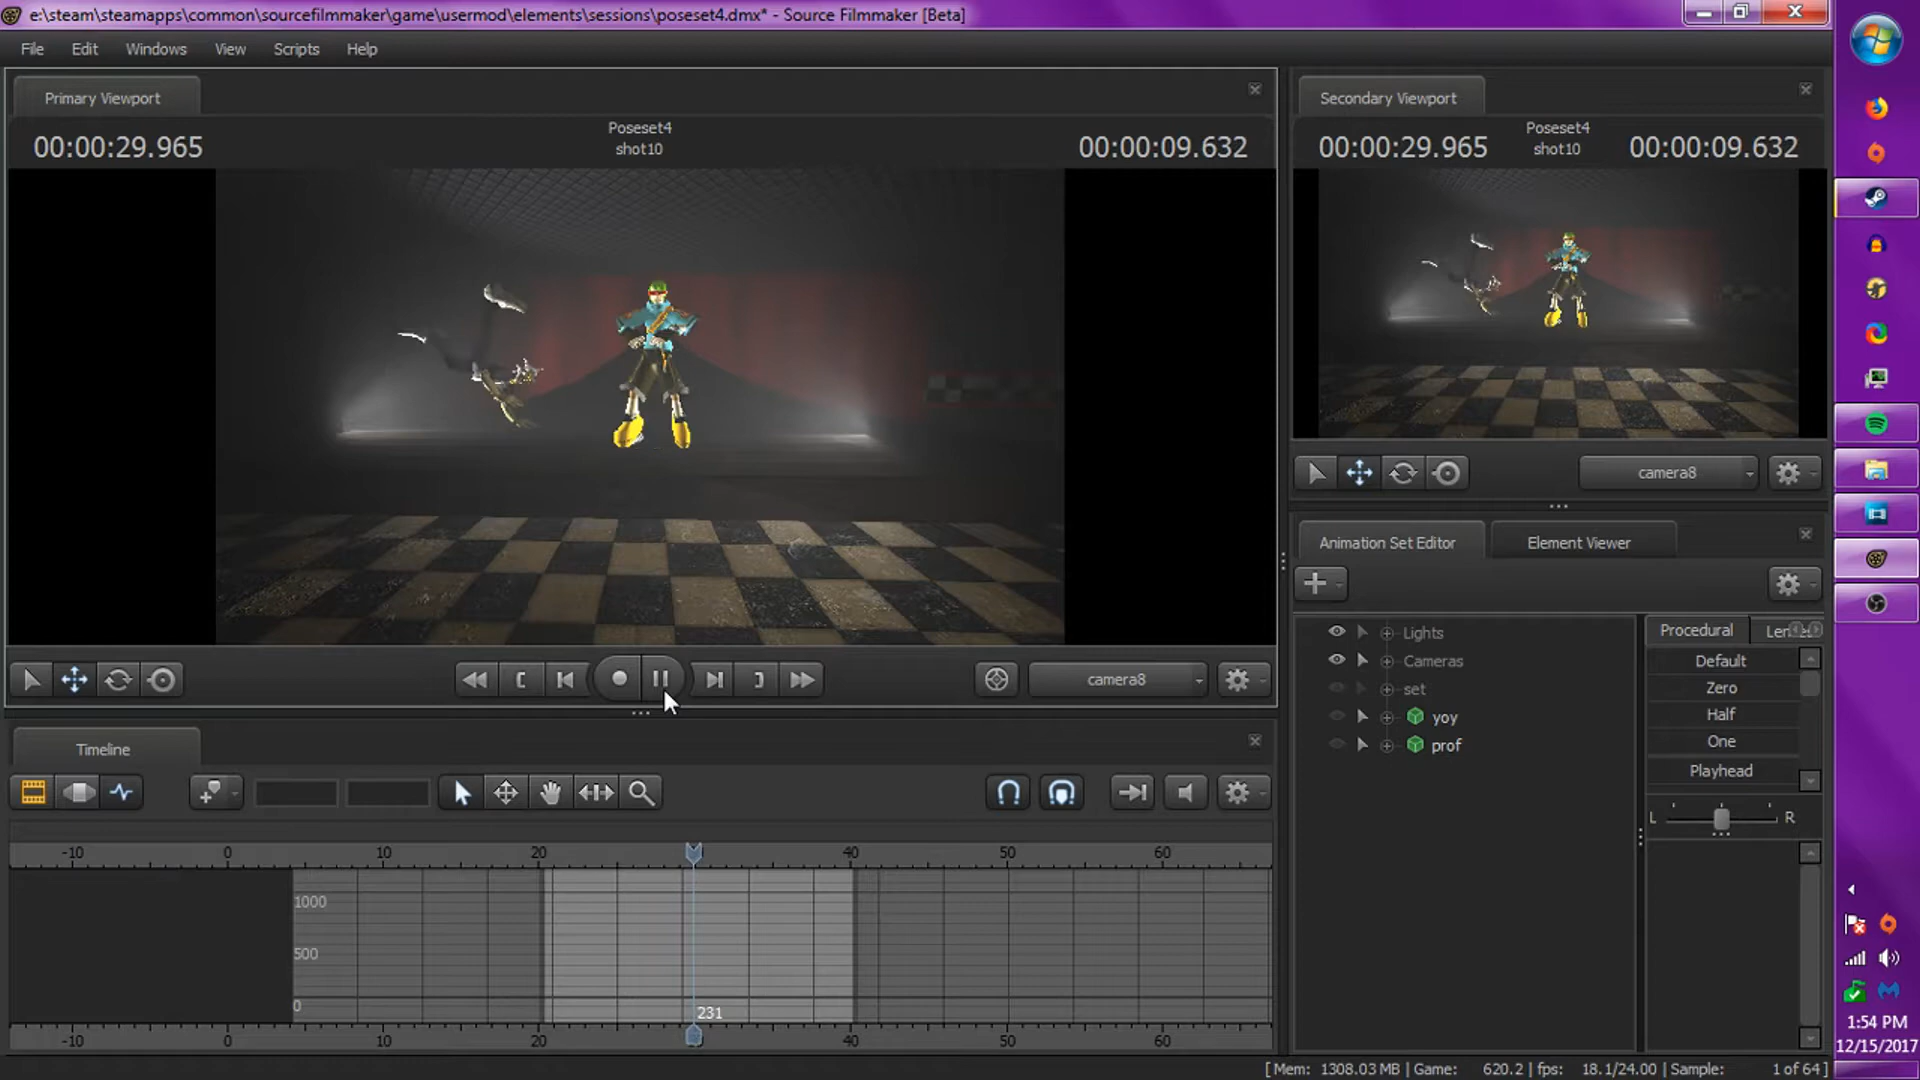 e:\steam\steamapps\common\sourcefilmmaker\game\usermod\elements\sessions\poseset4.dmx* - Source Filmmaker [Beta]
File Edit Windows View Scripts Help
Primary Viewport
00:00:29.965
Poseset4
shot10
00:00:09.632
Secondary Viewport
00:00:29.965
Poseset4
shot10
00:00:09.632
camera8
Animation Set Editor
Element Viewer
Lights
Cameras
set
yoy
prof
Procedural
Default
Zero
Half
One
Playhead
L R
camera8
Timeline
-10 0 10 20 40 50 60
1000
500
0
231
-10 0 10 20 40 50 60
[ Mem: 1308.03 MB | Game: 620.2 | fps: 18.1/24.00 | Sample: 1 of 64 ]
1:54 PM
12/15/2017